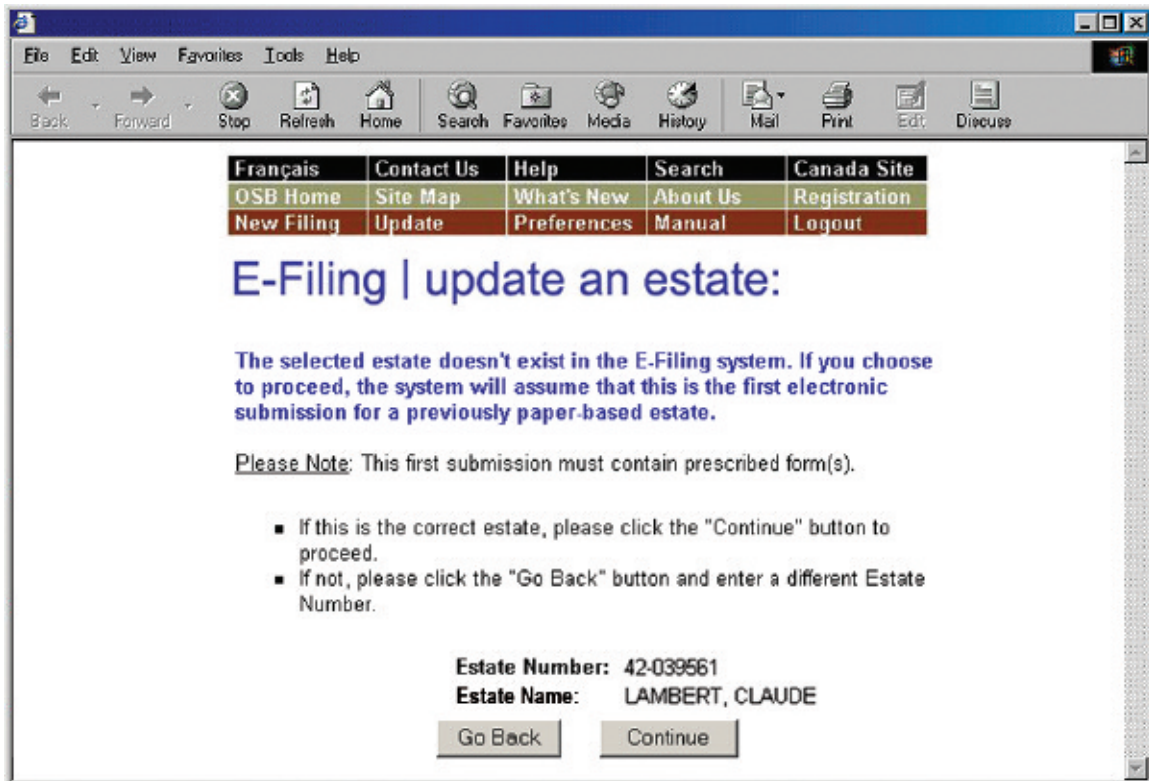 File Edit View Favorites Tools Help
Back Forward Stop Refresh Home Search Favorites Media History Mail Print Edit Discuss
Français Contact Us Help Search Canada Site
OSB Home Site Map What's New About Us Registration
New Filing Update Preferences Manual Logout
E-Filing | update an estate:
The selected estate doesn't exist in the E-Filing system. If you choose
to proceed, the system will assume that this is the first electronic
submission for a previously paper-based estate.
Please Note: This first submission must contain prescribed form(s).
▪ If this is the correct estate, please click the "Continue" button to
proceed.
▪ If not, please click the "Go Back" button and enter a different Estate
Number.
Estate Number: 42-039561
Estate Name: LAMBERT, CLAUDE
Go Back Continue